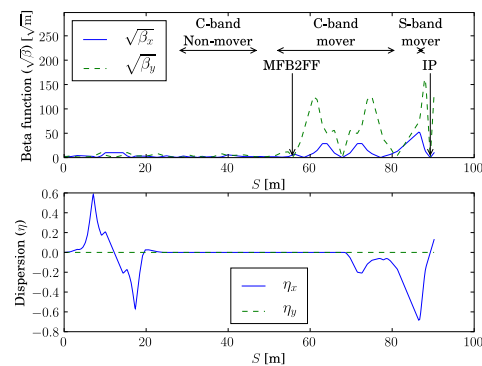 C-band
Non-mover
C-band
mover
S-band
mover
√βx
√βy
MFB2FF
IP
Beta function (√β) [√m]
250
200
150
100
50
0
0 20 40 60 80 100
S [m]
Dispersion (η)
0.6
0.4
0.2
0.0
−0.2
−0.4
−0.6
−0.8
ηx
ηy
0 20 40 60 80 100
S [m]